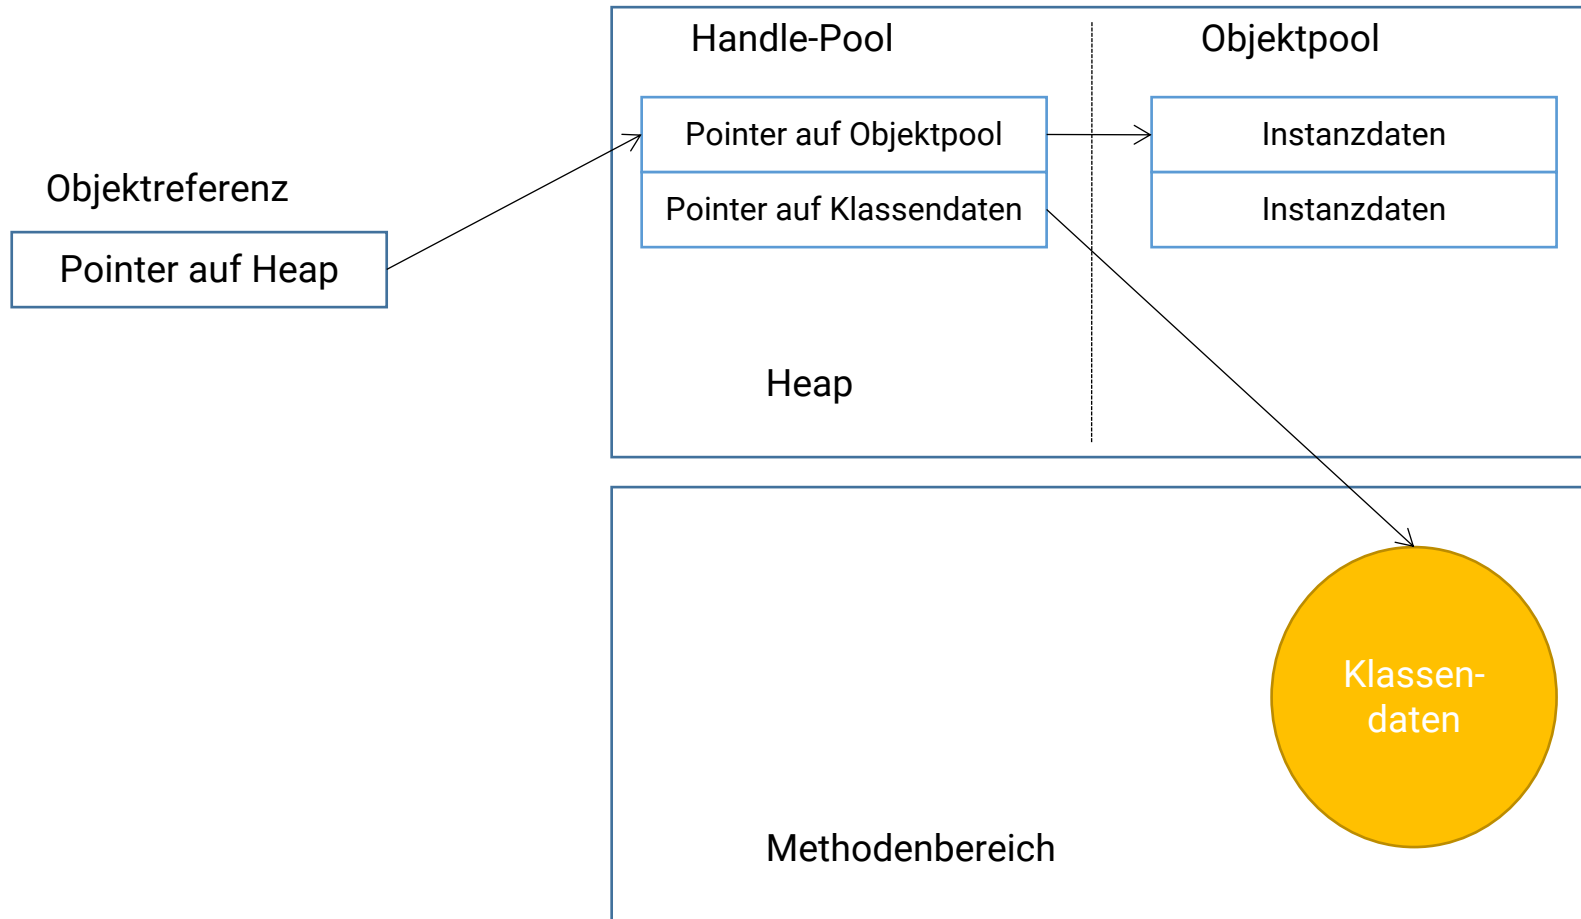 Handle-Pool
Objektpool
Pointer auf Objektpool
Instanzdaten
Objektreferenz
Pointer auf Klassendaten
Instanzdaten
Pointer auf Heap
Heap
Klassen-
daten
Methodenbereich